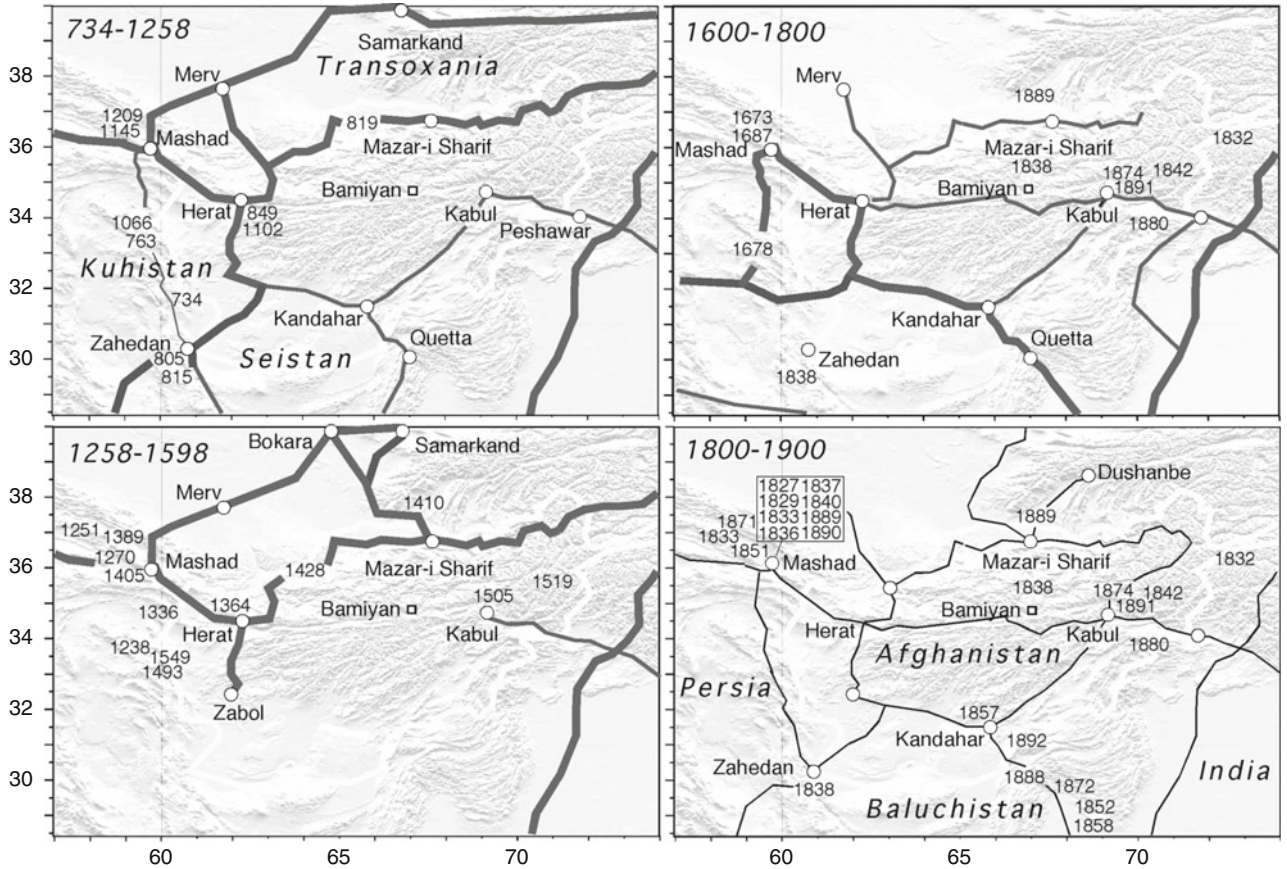 734-1258
Samarkand
Transoxania
38
Merv
1209
1145
Mashad
819
Mazar-i Sharif
36
Bamiyan
Herat
849
1102
Kabul
Peshawar
34
1066
763
Kuhistan
734
32
Kandahar
Zahedan
805
815
Seistan
Quetta
30
1600-1800
Merv
1889
1673
1687
Mashad
Mazar-i Sharif
1838
1832
Bamiyan
1874
1842
1891
Herat
Kabul
1880
1678
Kandahar
Quetta
Zahedan
1838
1258-1598
Bokara
Samarkand
38
Merv
1410
1251
1389
1270
1405
Mashad
1428
Mazar-i Sharif
36
1336
1364
Bamiyan
1519
1505
Herat
Kabul
34
1238
1549
1493
Zabol
32
30
60
65
70
1800-1900
Dushanbe
1827 1837
1829 1840
1833 1889
1836 1890
1871
1833
1851
Mashad
1889
Mazar-i Sharif
1838
1832
Bamiyan
1874
1842
1891
Herat
Kabul
1880
Afghanistan
Persia
1857
Kandahar
1892
Zahedan
1838
1888
1872
1852
1858
Baluchistan
India
60
65
70